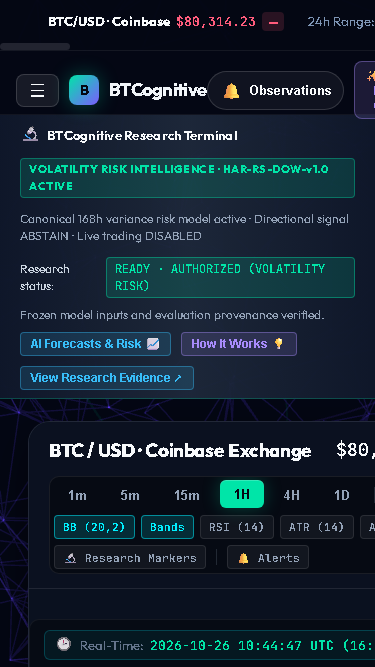 BTC/USD · Coinbase $80,314.23 — 24h Range:
☰ B BTCognitive 🔔 Observations
🔬 BTCognitive Research Terminal
VOLATILITY RISK INTELLIGENCE · HAR-RS-DOW-v1.0
ACTIVE
Canonical 168h variance risk model active · Directional signal
ABSTAIN · Live trading DISABLED
Research
status:
READY · AUTHORIZED (VOLATILITY
RISK)
Frozen model inputs and evaluation provenance verified.
AI Forecasts & Risk 📈 How It Works 💡
View Research Evidence ↗
BTC / USD · Coinbase Exchange $80,
1m 5m 15m 1H 4H 1D
BB (20,2) Bands RSI (14) ATR (14) A
🔬 Research Markers 🔔 Alerts
🕐 Real-Time: 2026-10-26 10:44:47 UTC (16: